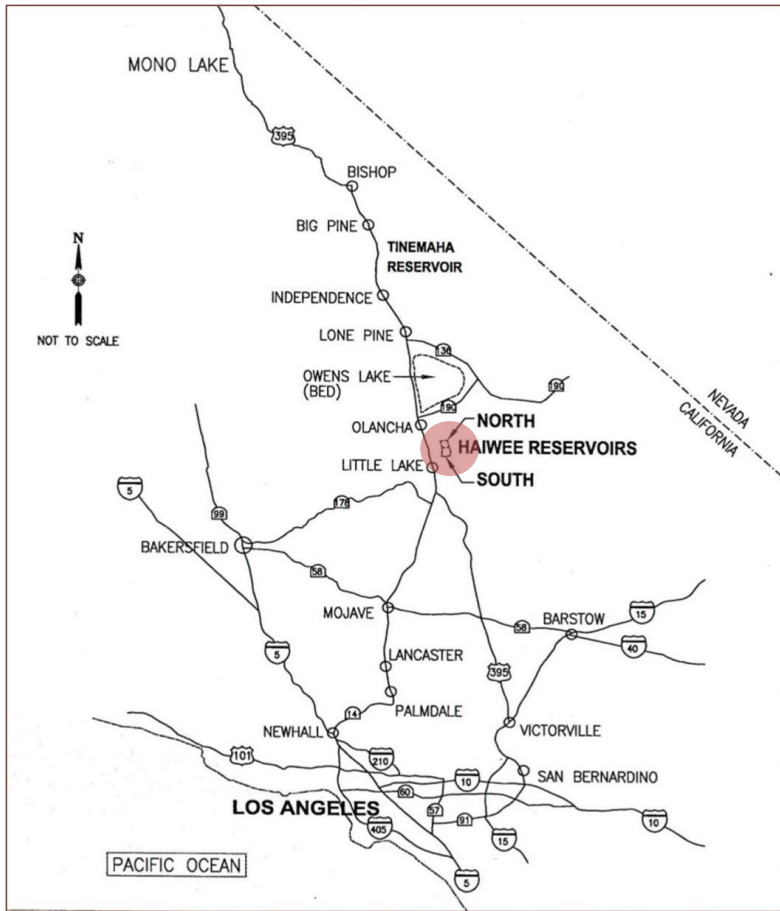 MONO LAKE
395
BISHOP
BIG PINE
TINEMAHA
RESERVOIR
N
NOT TO SCALE
INDEPENDENCE
LONE PINE
136
OWENS LAKE
(BED)
190
190
NEVADA
CALIFORNIA
OLANCHA
NORTH
HAIWEE RESERVOIRS
LITTLE LAKE
SOUTH
5
99
178
BAKERSFIELD
58
MOJAVE
58
BARSTOW
15
40
5
LANCASTER
395
PALMDALE
14
NEWHALL
VICTORVILLE
101
210
SAN BERNARDINO
10
60
LOS ANGELES
57
91
10
405
15
PACIFIC OCEAN
5